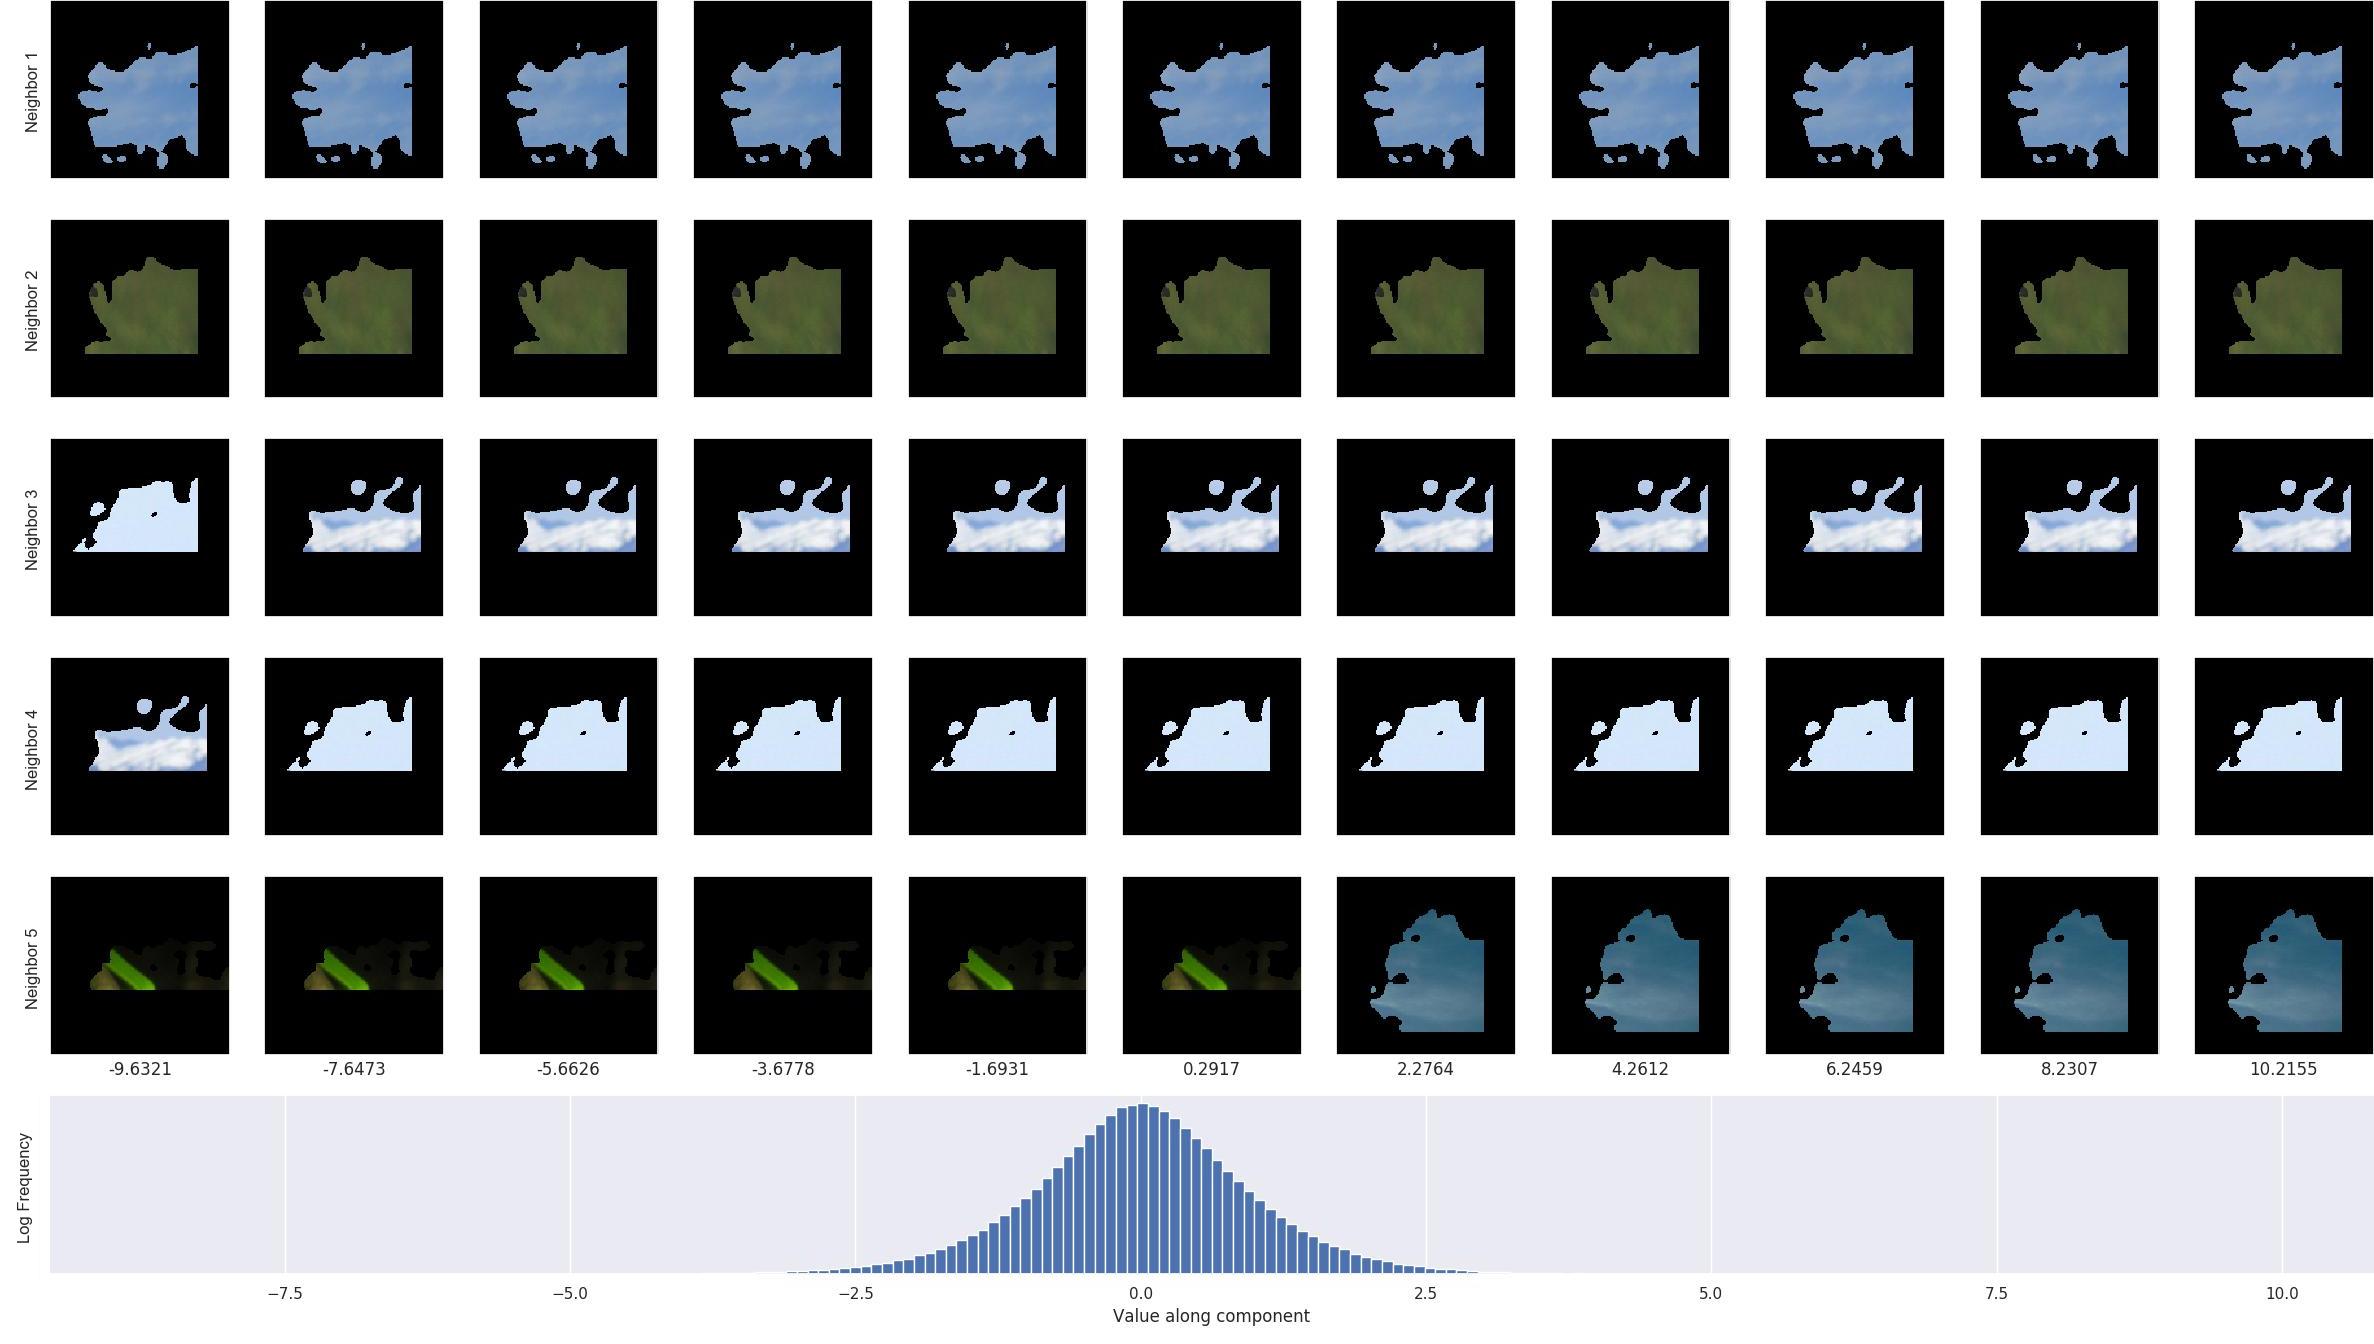 Neighbor 1
Neighbor 2
Neighbor 3
Neighbor 4
Neighbor 5
-9.6321 -7.6473 -5.6626 -3.6778 -1.6931 0.2917 2.2764 4.2612 6.2459 8.2307 10.2155
Log Frequency
−7.5 −5.0 −2.5 0.0 2.5 5.0 7.5 10.0
Value along component